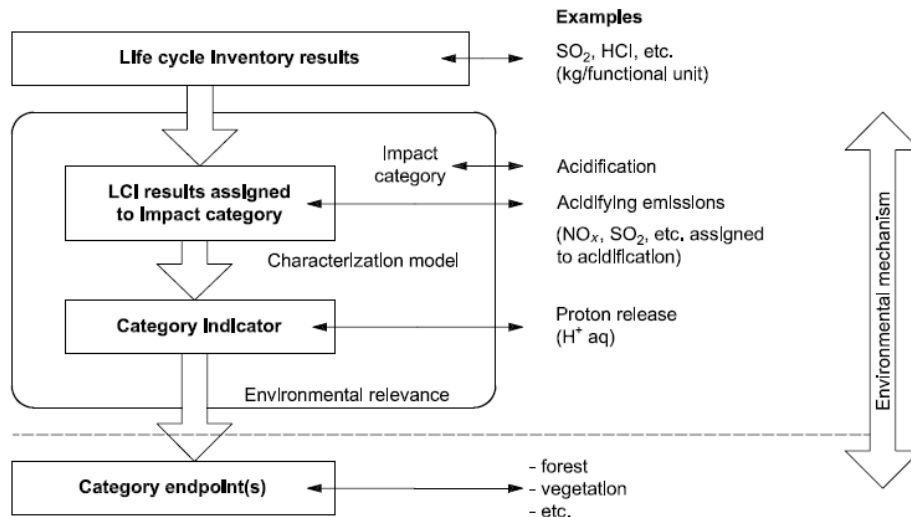 Examples
Life cycle inventory results
SO₂, HCl, etc.
(kg/functional unit)
Impact
category
Acidification
LCI results assigned
to impact category
Acidifying emissions
(NOₓ, SO₂, etc. assigned
to acidification)
Characterization model
Category indicator
Proton release
(H⁺ aq)
Environmental relevance
Category endpoint(s)
- forest
- vegetation
- etc.
Environmental mechanism